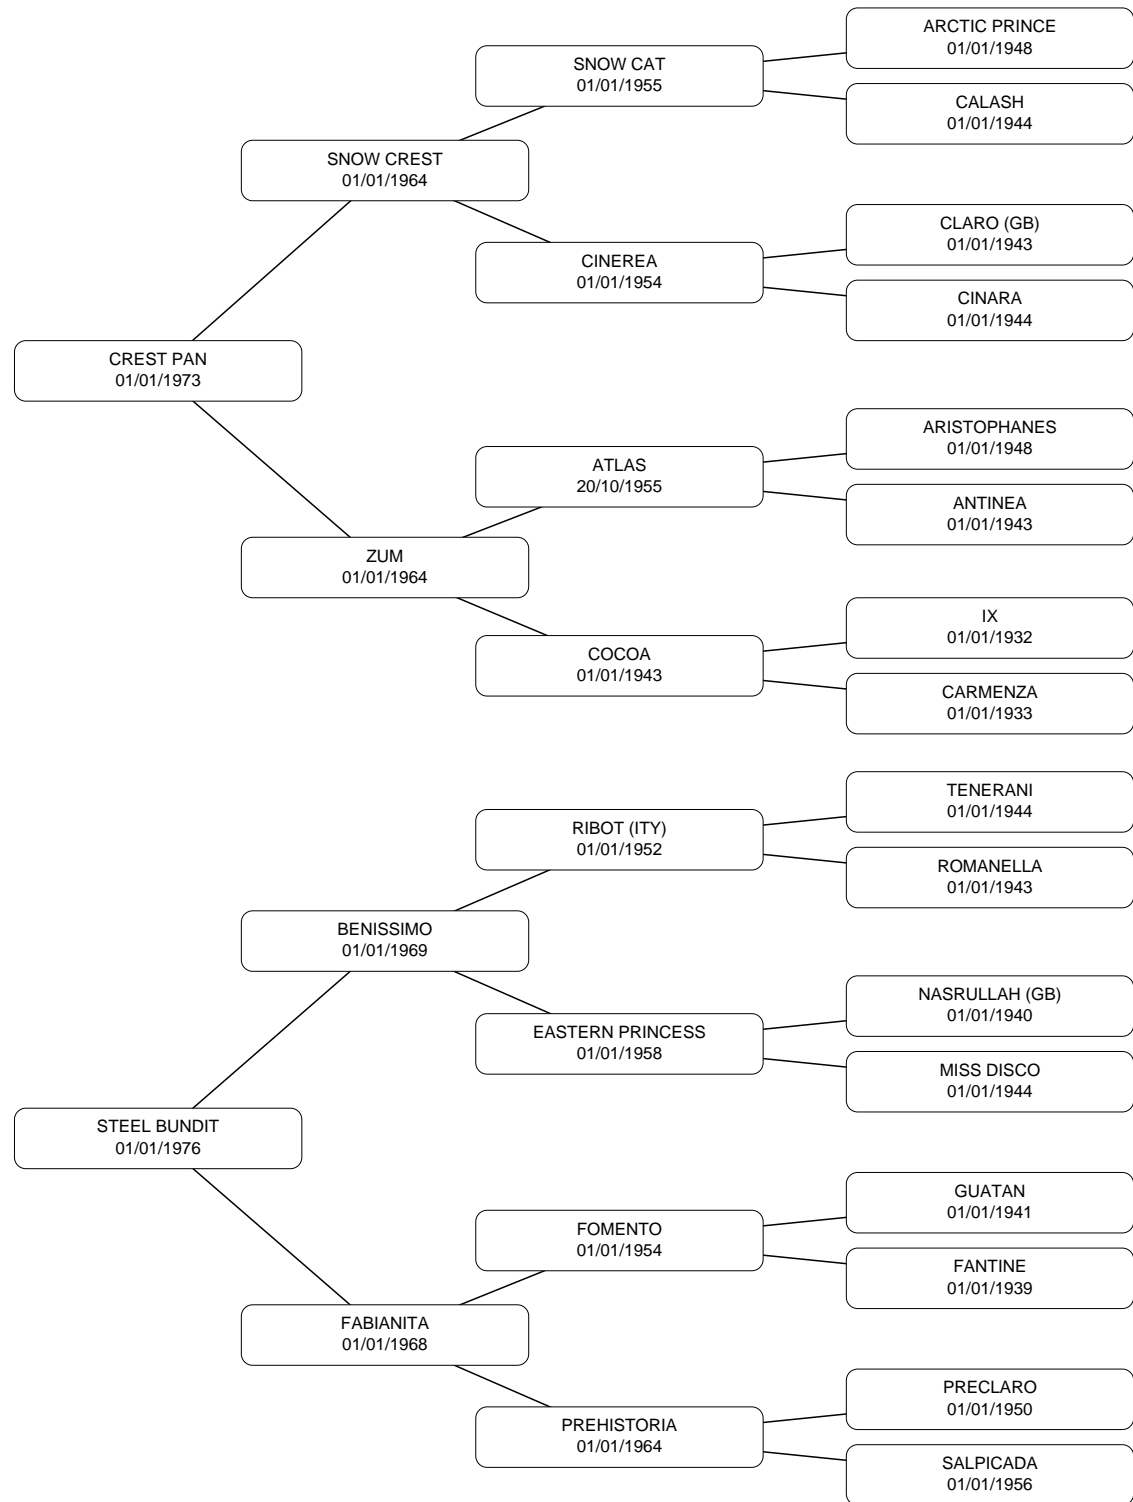 ARCTIC PRINCE
01/01/1948
SNOW CAT
01/01/1955
CALASH
01/01/1944
SNOW CREST
01/01/1964
CLARO (GB)
01/01/1943
CINEREA
01/01/1954
CINARA
01/01/1944
CREST PAN
01/01/1973
ARISTOPHANES
01/01/1948
ATLAS
20/10/1955
ANTINEA
01/01/1943
ZUM
01/01/1964
IX
01/01/1932
COCOA
01/01/1943
CARMENZA
01/01/1933
TENERANI
01/01/1944
RIBOT (ITY)
01/01/1952
ROMANELLA
01/01/1943
BENISSIMO
01/01/1969
NASRULLAH (GB)
01/01/1940
EASTERN PRINCESS
01/01/1958
MISS DISCO
01/01/1944
STEEL BUNDIT
01/01/1976
GUATAN
01/01/1941
FOMENTO
01/01/1954
FANTINE
01/01/1939
FABIANITA
01/01/1968
PRECLARO
01/01/1950
PREHISTORIA
01/01/1964
SALPICADA
01/01/1956